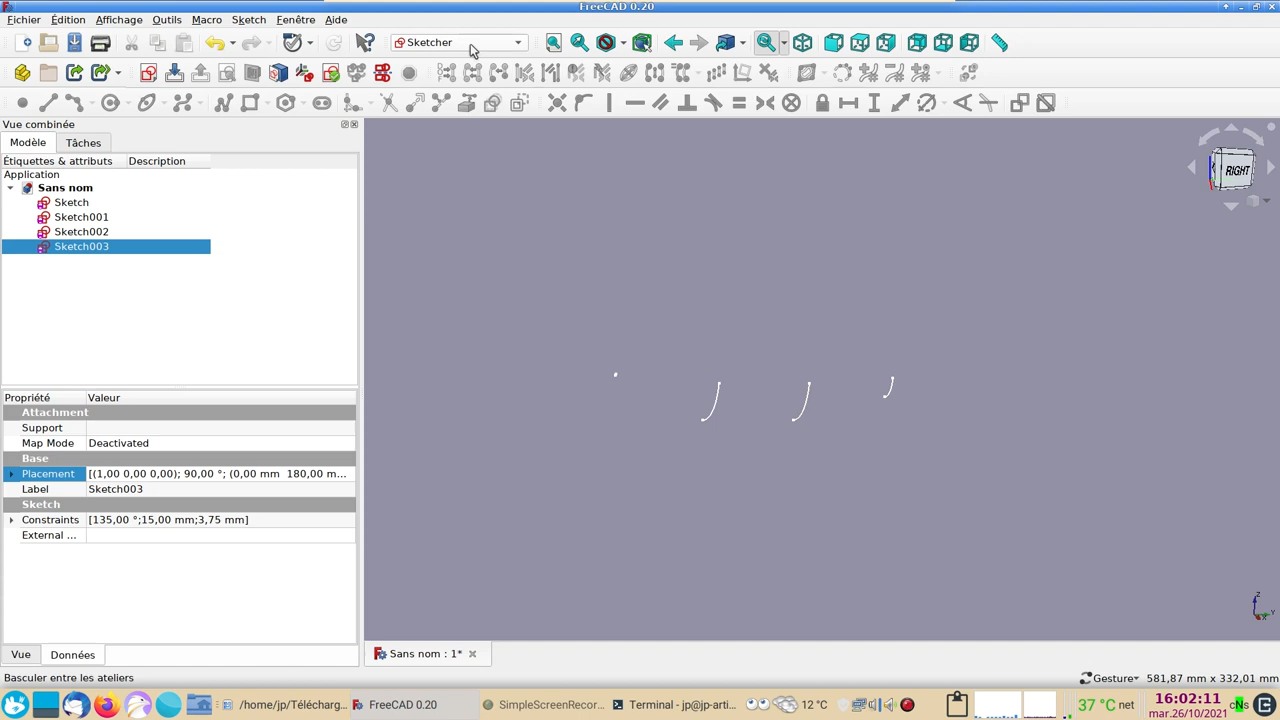 FreeCAD 0.20
Fichier Édition Affichage Outils Macro Sketch Fenêtre Aide
Sketcher
Vue combinée
Modèle Tâches
Étiquettes & attributs Description
Application
Sans nom
Sketch
Sketch001
Sketch002
Sketch003
RIGHT
Propriété Valeur
Attachment
Support
Map Mode Deactivated
Base
Placement [(1,00 0,00 0,00); 90,00 °; (0,00 mm 180,00 m...
Label Sketch003
Sketch
Constraints [135,00 °;15,00 mm;3,75 mm]
External ...
Z
Y
X
Vue Données
Sans nom : 1*
Basculer entre les ateliers
Gesture 581,87 mm x 332,01 mm
/home/jp/Télécharg... FreeCAD 0.20 SimpleScreenRecor... Terminal - jp@jp-arti... 12 °C 37 °C net 16:02:11
mar.26/10/2021
cNs